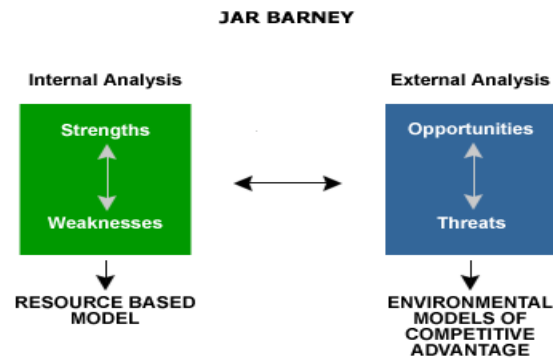 JAR BARNEY
Internal Analysis
External Analysis
Strengths
Weaknesses
Opportunities
Threats
RESOURCE BASED
MODEL
ENVIRONMENTAL
MODELS OF
COMPETITIVE
ADVANTAGE